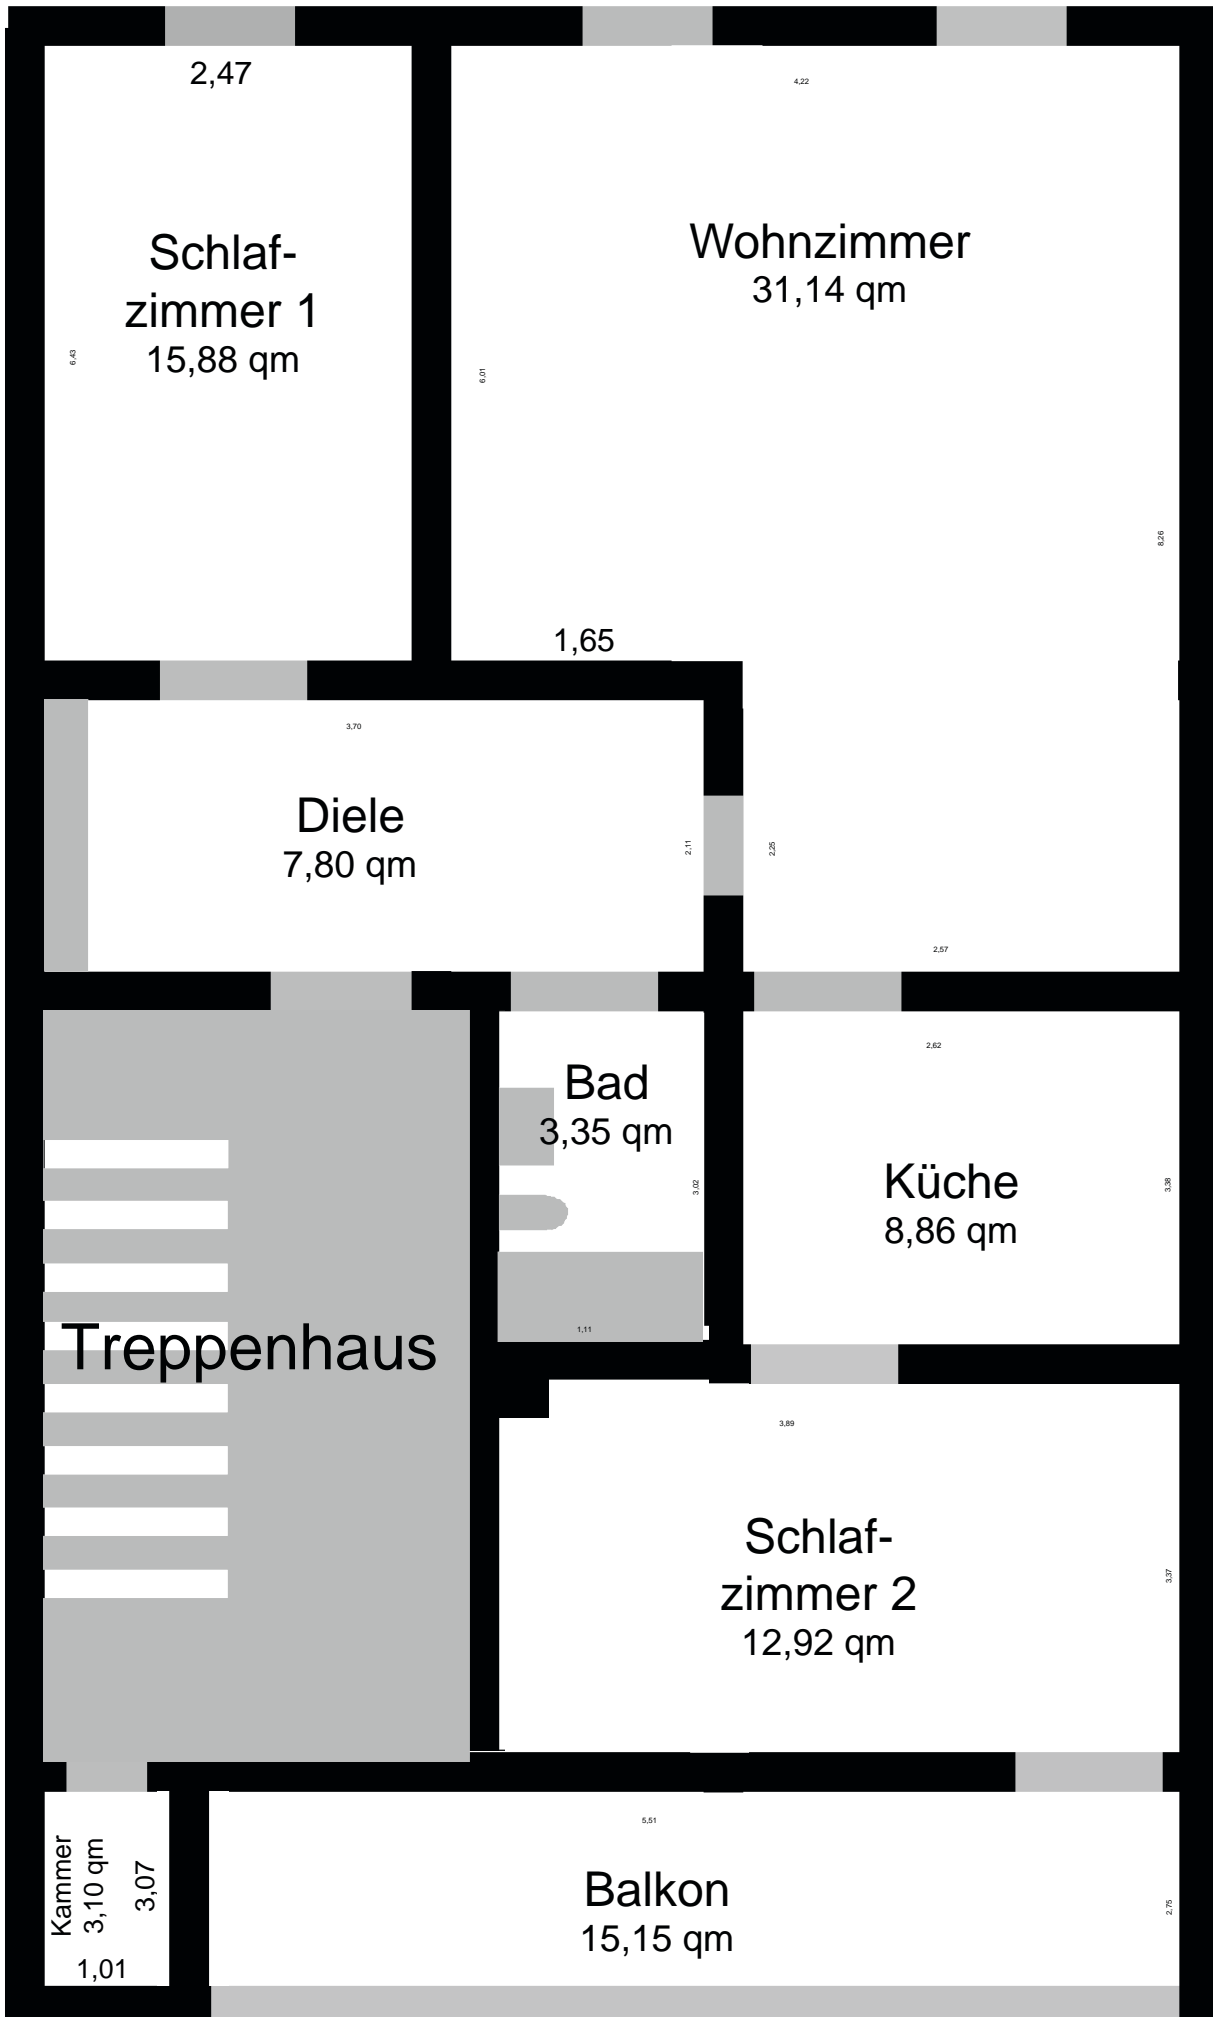 2,47
4,22
Schlaf-
zimmer 1
15,88 qm
6,43
Wohnzimmer
31,14 qm
6,01
8,26
1,65
3,70
Diele
7,80 qm
2,11
2,25
2,57
Bad
3,35 qm
3,02
1,11
2,62
Küche
8,86 qm
3,38
Treppenhaus
3,89
Schlaf-
zimmer 2
12,92 qm
3,37
Kammer
3,10 qm
3,07
1,01
5,51
Balkon
15,15 qm
2,75